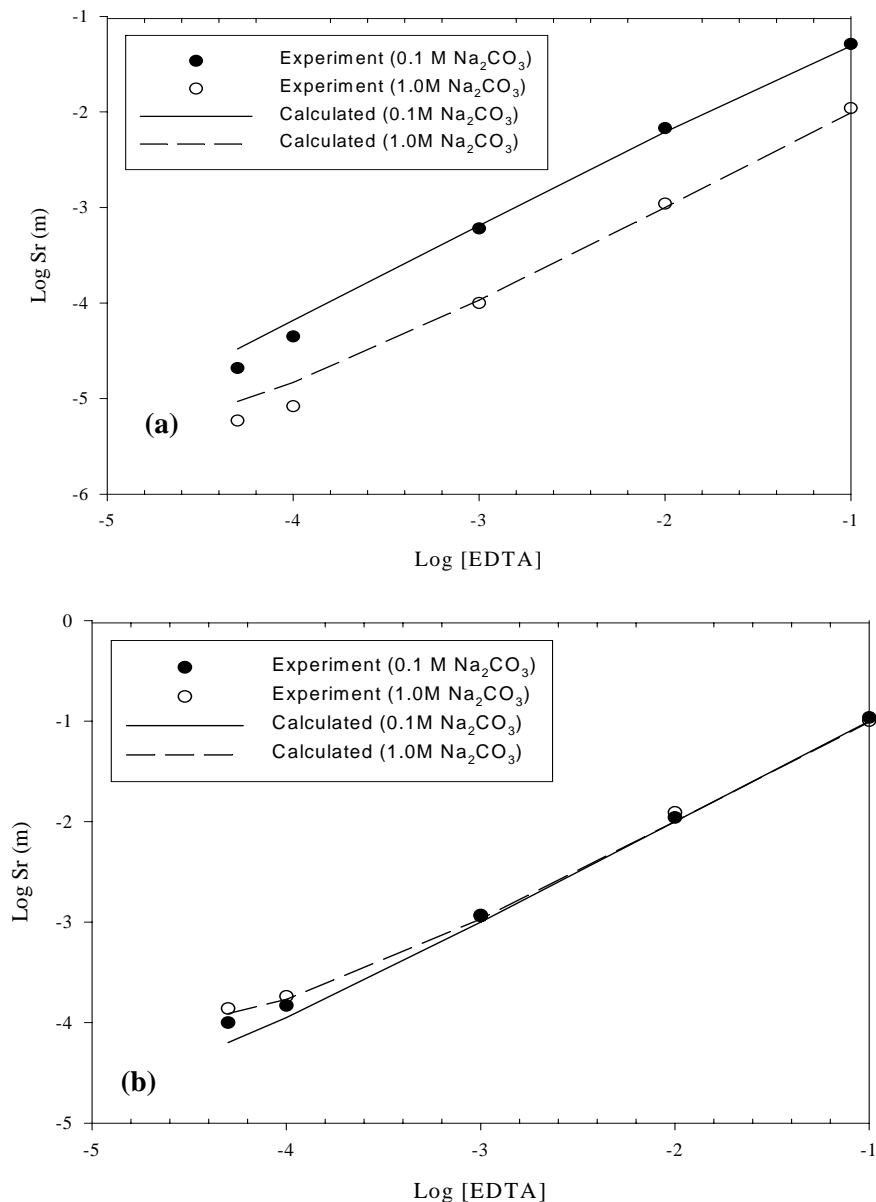 -1
Experiment (0.1 M Na2CO3)
Experiment (1.0M Na2CO3)
Calculated (0.1M Na2CO3)
Calculated (1.0M Na2CO3)
-2
-3
Log Sr (m)
-4
-5
(a)
-6
-5 -4 -3 -2 -1
Log [EDTA]
0
Experiment (0.1 M Na2CO3)
Experiment (1.0M Na2CO3)
Calculated (0.1M Na2CO3)
Calculated (1.0M Na2CO3)
-1
-2
Log Sr (m)
-3
-4
(b)
-5
-5 -4 -3 -2 -1
Log [EDTA]